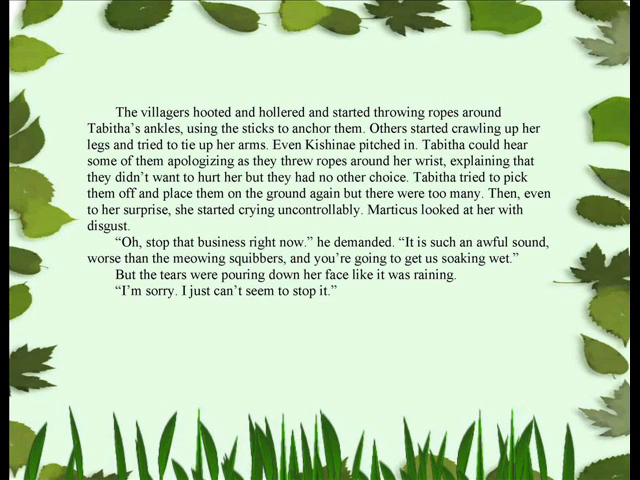 The villagers hooted and hollered and started throwing ropes around
Tabitha’s ankles, using the sticks to anchor them. Others started crawling up her
legs and tried to tie up her arms. Even Kishinae pitched in. Tabitha could hear
some of them apologizing as they threw ropes around her wrist, explaining that
they didn’t want to hurt her but they had no other choice. Tabitha tried to pick
them off and place them on the ground again but there were too many. Then, even
to her surprise, she started crying uncontrollably. Marticus looked at her with
disgust.
“Oh, stop that business right now.” he demanded. “It is such an awful sound,
worse than the meowing squibbers, and you’re going to get us soaking wet.”
But the tears were pouring down her face like it was raining.
“I’m sorry. I just can’t seem to stop it.”